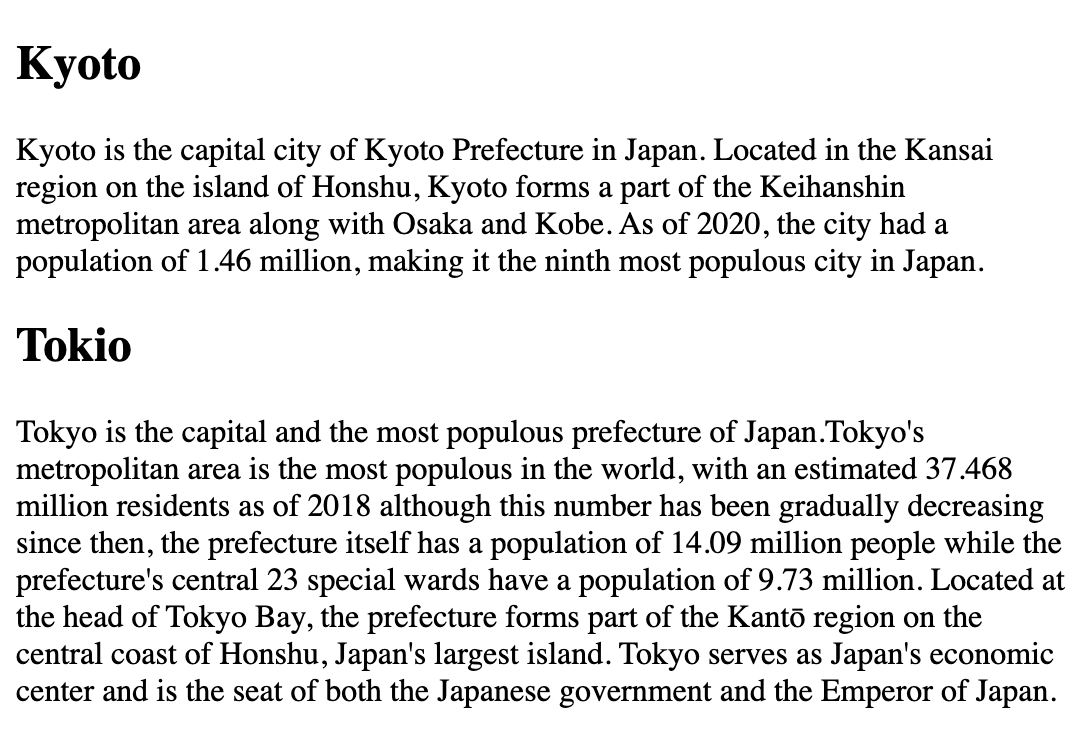 Kyoto
Kyoto is the capital city of Kyoto Prefecture in Japan. Located in the Kansai
region on the island of Honshu, Kyoto forms a part of the Keihanshin
metropolitan area along with Osaka and Kobe. As of 2020, the city had a
population of 1.46 million, making it the ninth most populous city in Japan.
Tokio
Tokyo is the capital and the most populous prefecture of Japan.Tokyo's
metropolitan area is the most populous in the world, with an estimated 37.468
million residents as of 2018 although this number has been gradually decreasing
since then, the prefecture itself has a population of 14.09 million people while the
prefecture's central 23 special wards have a population of 9.73 million. Located at
the head of Tokyo Bay, the prefecture forms part of the Kantō region on the
central coast of Honshu, Japan's largest island. Tokyo serves as Japan's economic
center and is the seat of both the Japanese government and the Emperor of Japan.